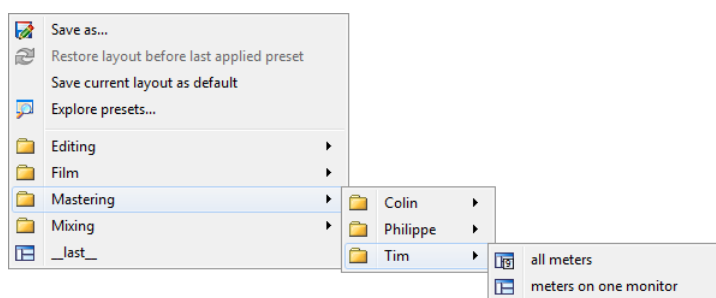 Save as...
Restore layout before last applied preset
Save current layout as default
Explore presets...
Editing
Film
Mastering
Mixing
__last__
Colin
Philippe
Tim
all meters
meters on one monitor